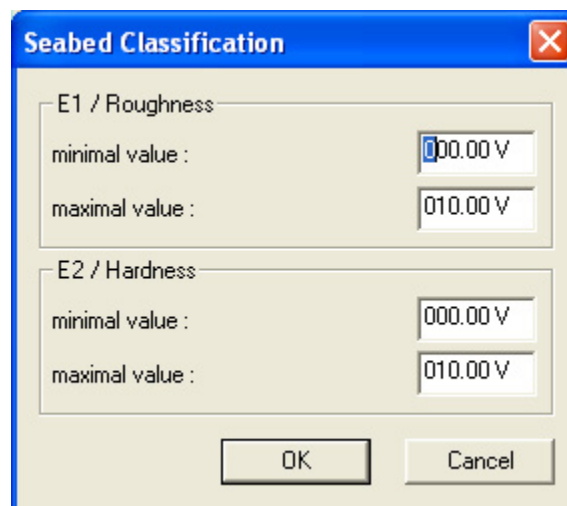 Seabed Classification
E1 / Roughness
minimal value : 000.00 V
maximal value : 010.00 V
E2 / Hardness
minimal value : 000.00 V
maximal value : 010.00 V
OK Cancel